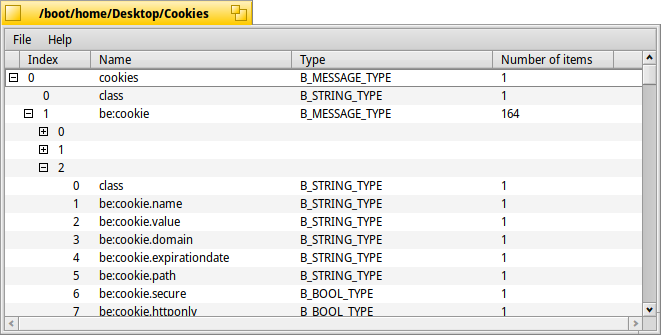 /boot/home/Desktop/Cookies
File Help
Index Name Type Number of items
0 cookies B_MESSAGE_TYPE 1
0 class B_STRING_TYPE 1
1 be:cookie B_MESSAGE_TYPE 164
0
1
2
0 class B_STRING_TYPE 1
1 be:cookie.name B_STRING_TYPE 1
2 be:cookie.value B_STRING_TYPE 1
3 be:cookie.domain B_STRING_TYPE 1
4 be:cookie.expirationdate B_STRING_TYPE 1
5 be:cookie.path B_STRING_TYPE 1
6 be:cookie.secure B_BOOL_TYPE 1
7 be:cookie.httponly B_BOOL_TYPE 1